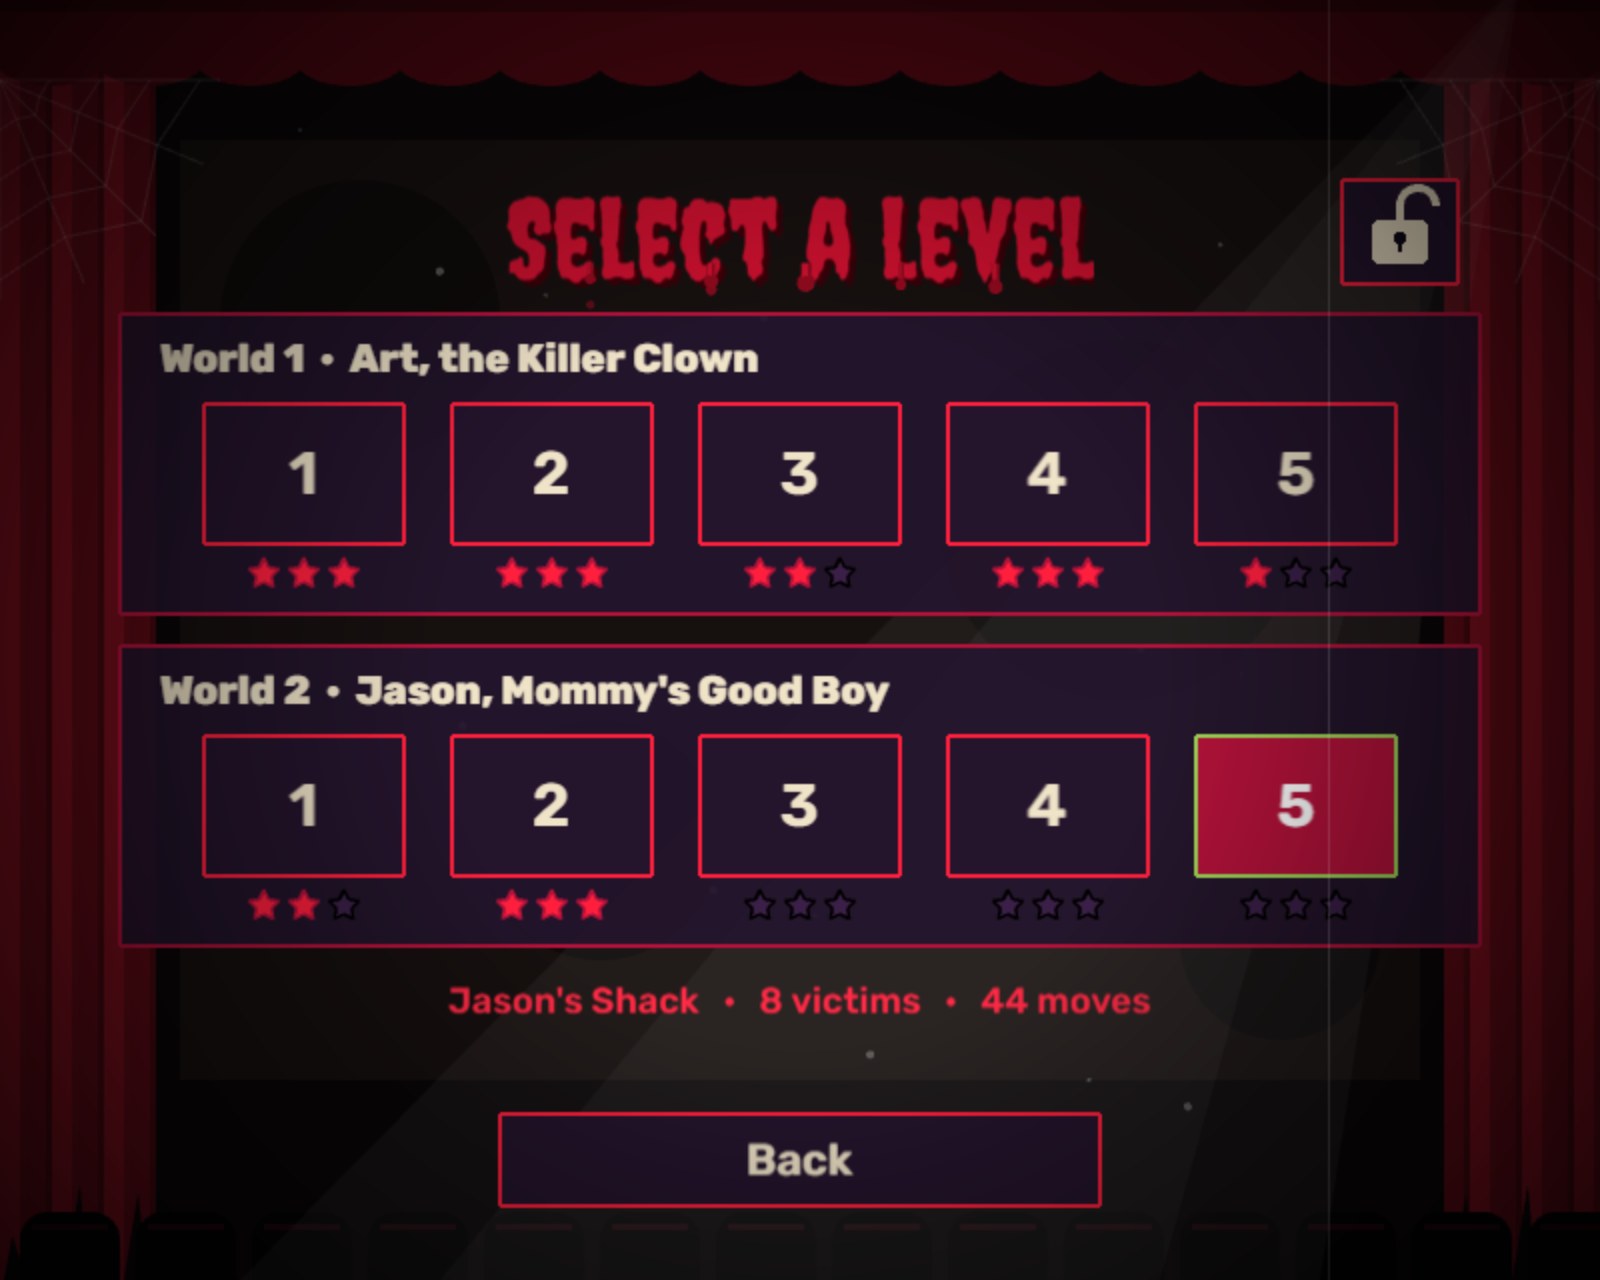 SELECT A LEVEL
World 1 • Art, the Killer Clown
1 2 3 4 5
World 2 • Jason, Mommy's Good Boy
1 2 3 4 5
Jason's Shack • 8 victims • 44 moves
Back